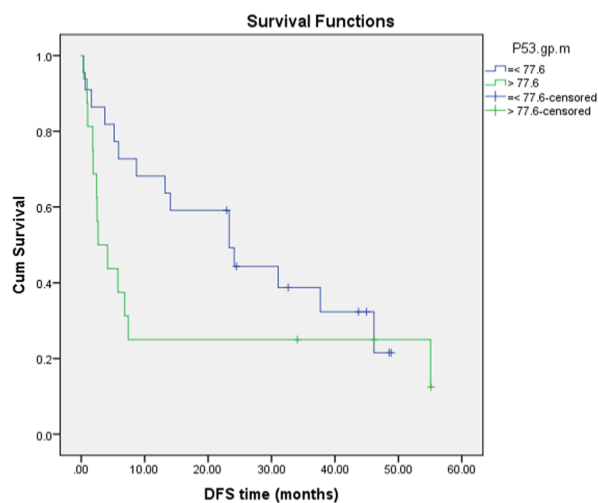 Survival Functions
P53.gp.m
=< 77.6
> 77.6
=< 77.6-censored
> 77.6-censored
Cum Survival
1.0
0.8
0.6
0.4
0.2
0.0
.00 10.00 20.00 30.00 40.00 50.00 60.00
DFS time (months)